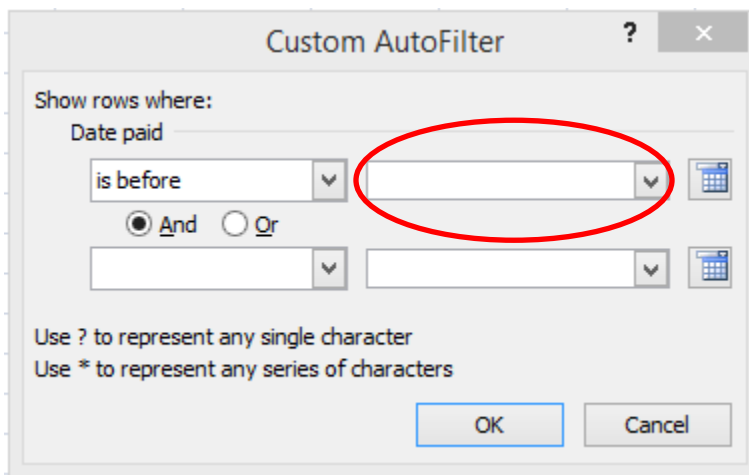 Custom AutoFilter ?
Show rows where:
Date paid
is before
And Or
Use ? to represent any single character
Use * to represent any series of characters
OK Cancel